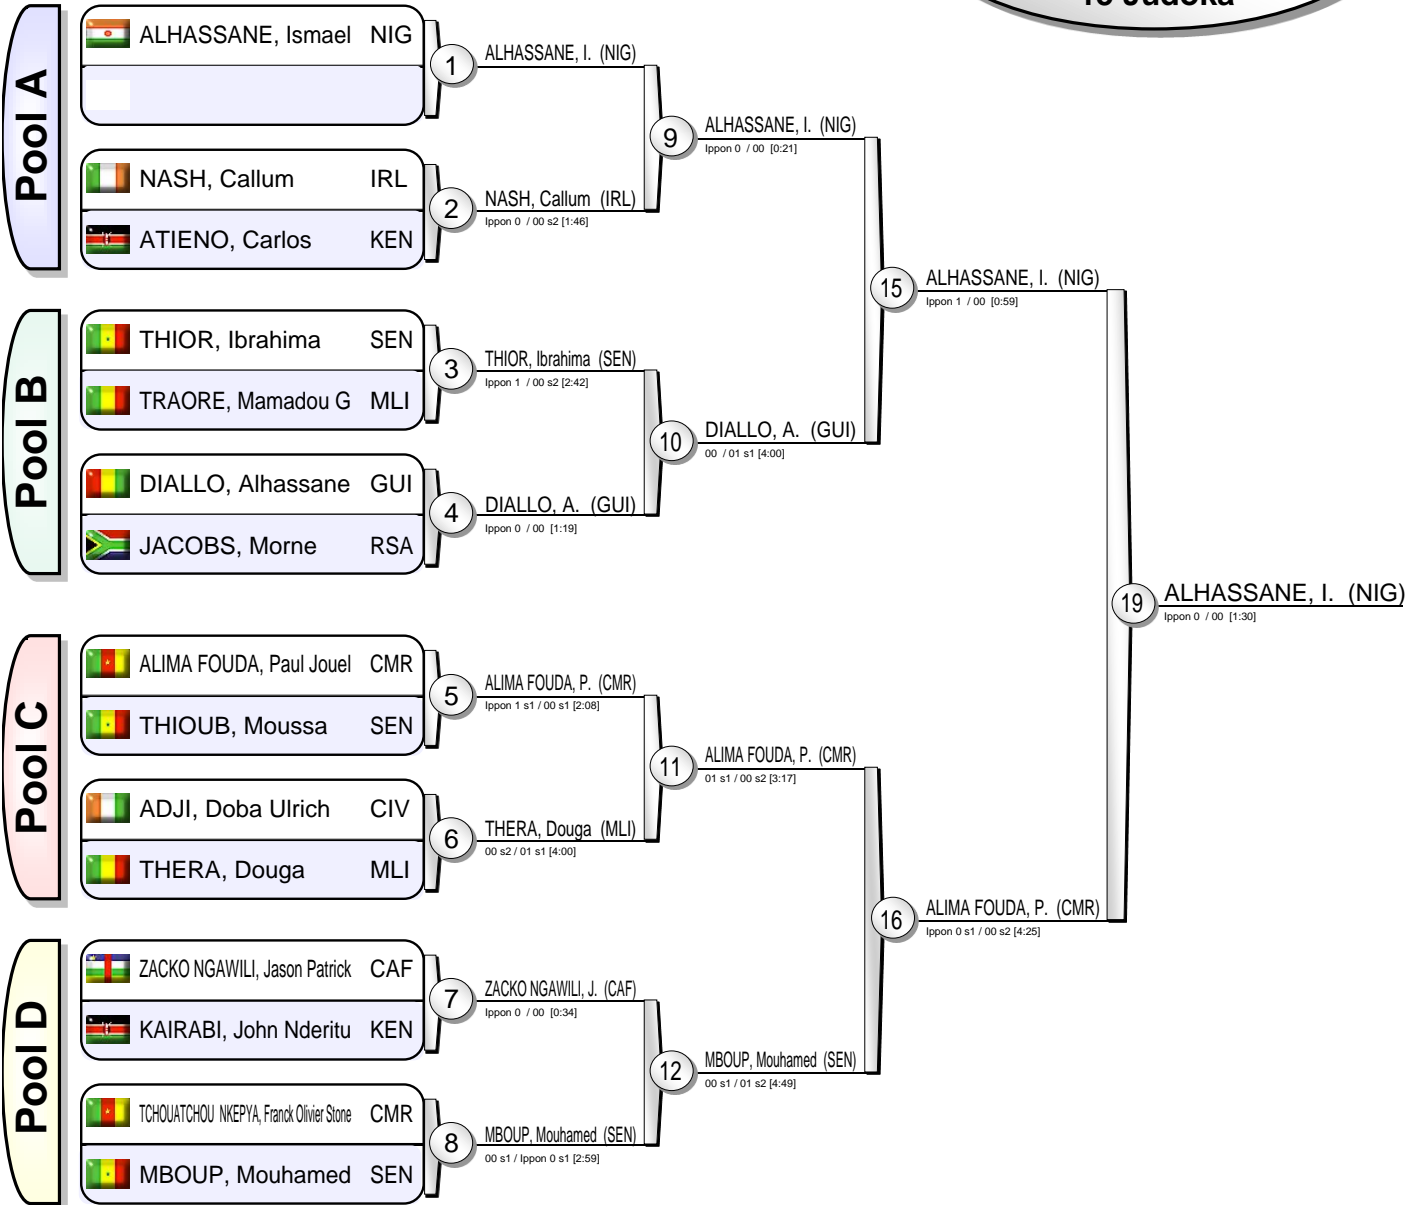 15 Judoka
Pool A
ALHASSANE, Ismael NIG
NASH, Callum IRL
ATIENO, Carlos KEN
Pool B
THIOR, Ibrahima SEN
TRAORE, Mamadou G MLI
DIALLO, Alhassane GUI
JACOBS, Morne RSA
Pool C
ALIMA FOUDA, Paul Jouel CMR
THIOUB, Moussa SEN
ADJI, Doba Ulrich CIV
THERA, Douga MLI
Pool D
ZACKO NGAWILI, Jason Patrick CAF
KAIRABI, John Nderitu KEN
TCHOUATCHOU NKEPYA, Franck Olivier Stone CMR
MBOUP, Mouhamed SEN
1
ALHASSANE, I. (NIG)
2
NASH, Callum (IRL)
Ippon 0 / 00 s2 [1:46]
3
THIOR, Ibrahima (SEN)
Ippon 1 / 00 s2 [2:42]
4
DIALLO, A. (GUI)
Ippon 0 / 00 [1:19]
5
ALIMA FOUDA, P. (CMR)
Ippon 1 s1 / 00 s1 [2:08]
6
THERA, Douga (MLI)
00 s2 / 01 s1 [4:00]
7
ZACKO NGAWILI, J. (CAF)
Ippon 0 / 00 [0:34]
8
MBOUP, Mouhamed (SEN)
00 s1 / Ippon 0 s1 [2:59]
9
ALHASSANE, I. (NIG)
Ippon 0 / 00 [0:21]
10
DIALLO, A. (GUI)
00 / 01 s1 [4:00]
11
ALIMA FOUDA, P. (CMR)
01 s1 / 00 s2 [3:17]
12
MBOUP, Mouhamed (SEN)
00 s1 / 01 s2 [4:49]
15
ALHASSANE, I. (NIG)
Ippon 1 / 00 [0:59]
16
ALIMA FOUDA, P. (CMR)
Ippon 0 s1 / 00 s2 [4:25]
19
ALHASSANE, I. (NIG)
Ippon 0 / 00 [1:30]